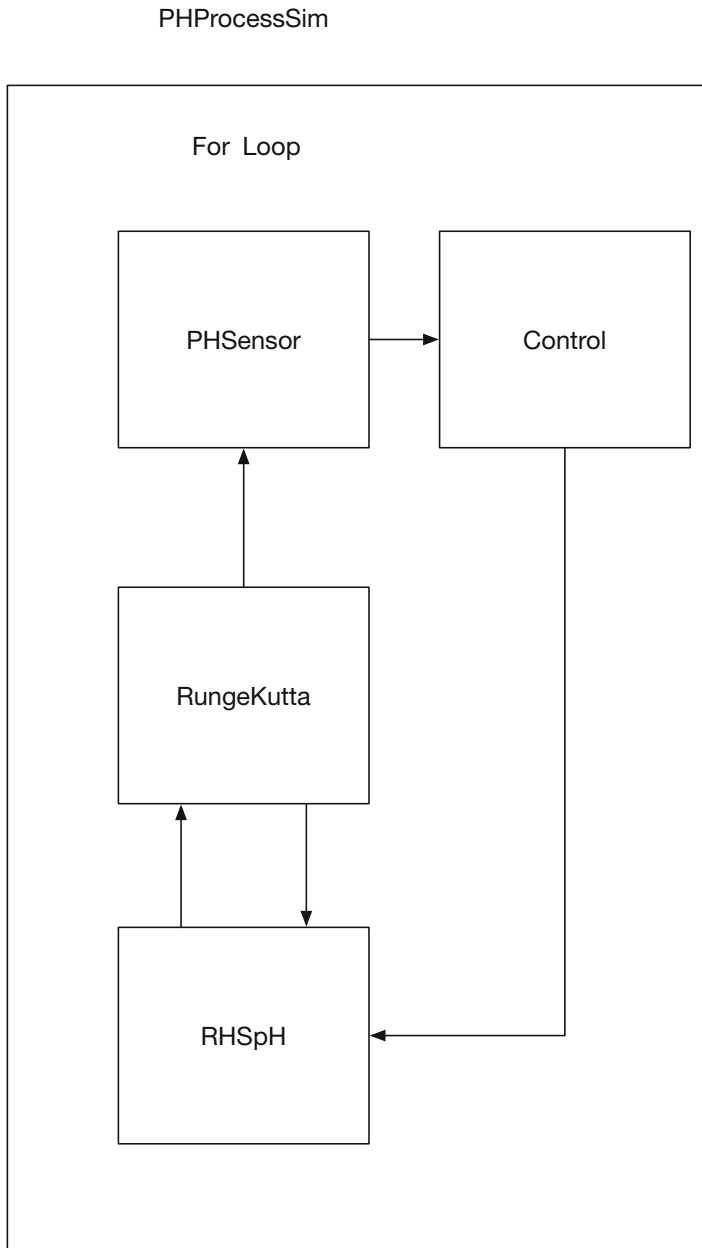 PHProcessSim
For Loop
PHSensor
Control
RungeKutta
RHSpH